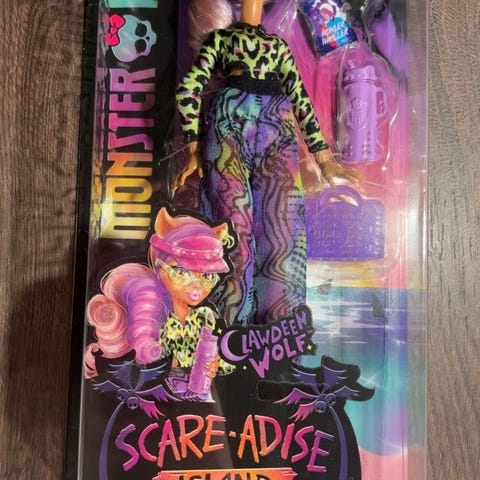 MONSTER
CLAWDEEN
WOLF
SCARE-ADISE
ISLAND